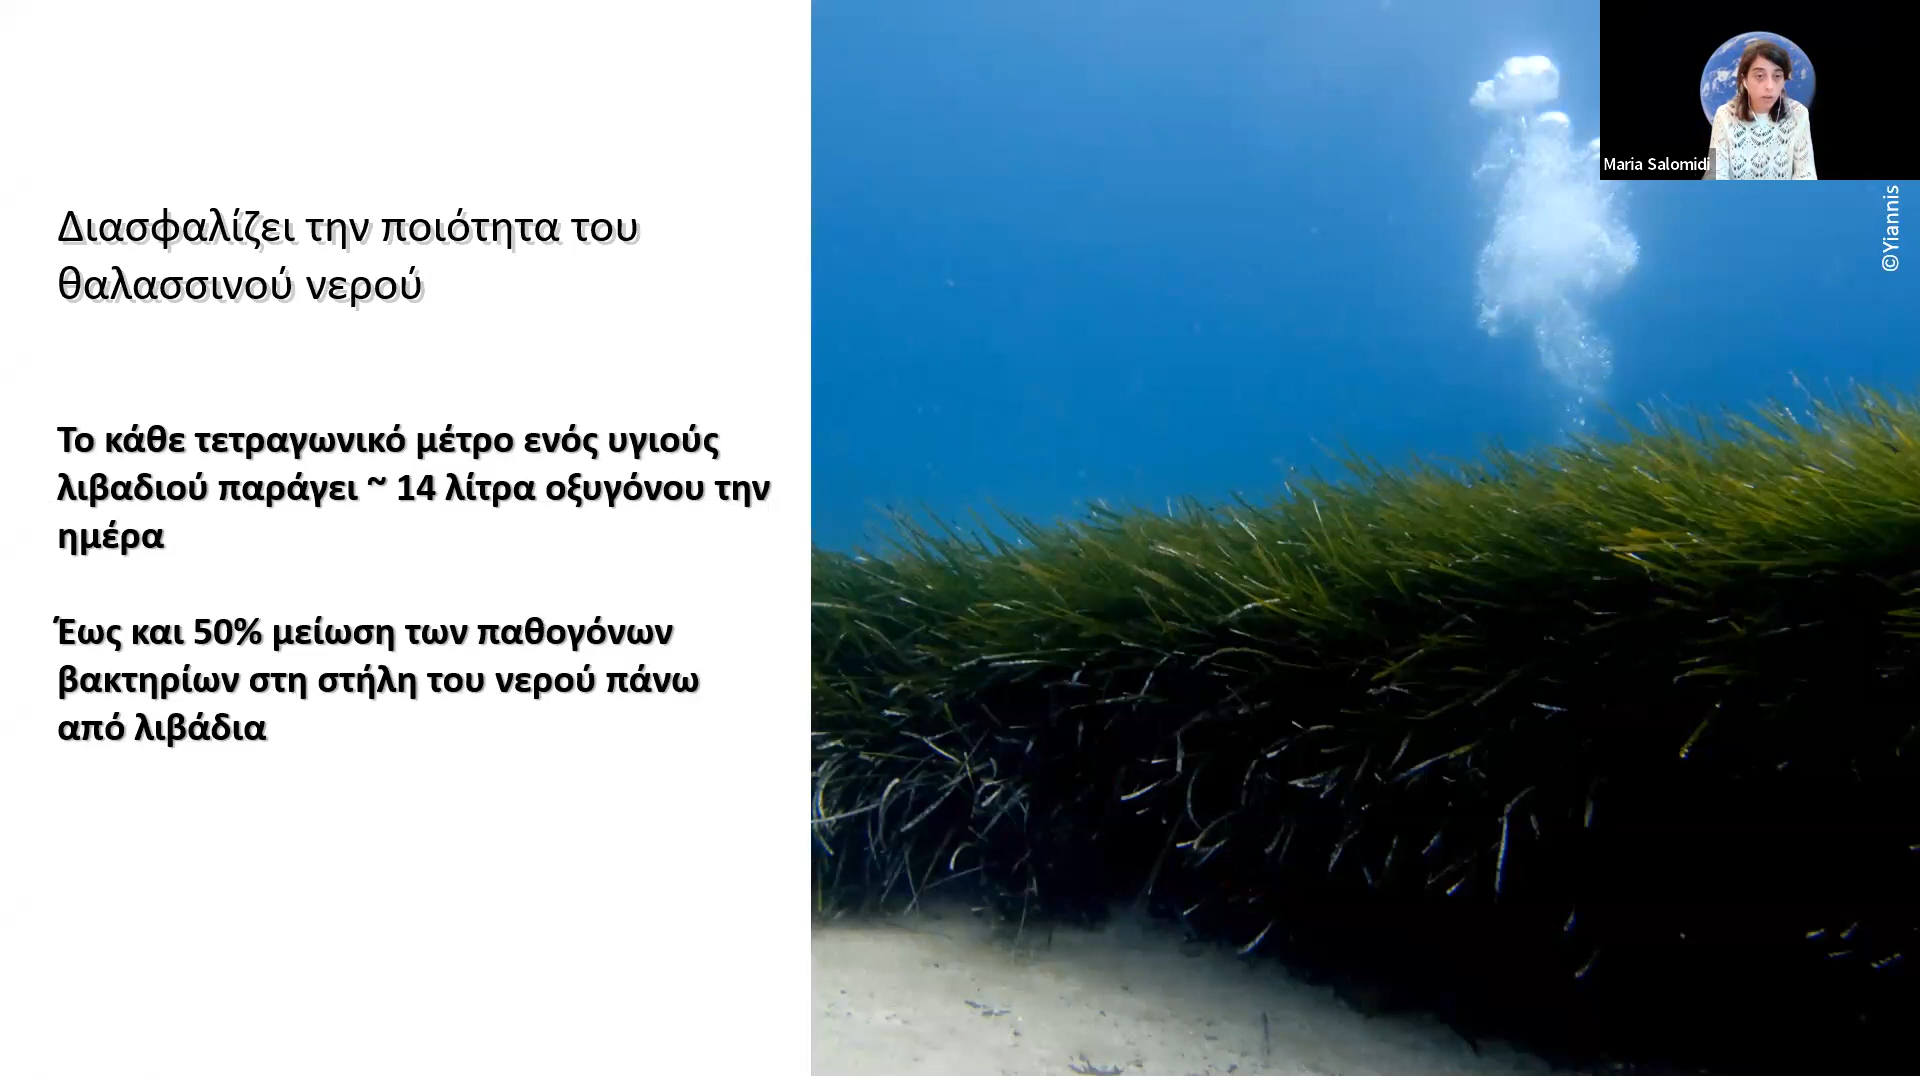 Διασφαλίζει την ποιότητα του
θαλασσινού νερού
Το κάθε τετραγωνικό μέτρο ενός υγιούς
λιβαδιού παράγει ~ 14 λίτρα οξυγόνου την
ημέρα
Έως και 50% μείωση των παθογόνων
βακτηρίων στη στήλη του νερού πάνω
από λιβάδια
Maria Salomidi
©Yiannis